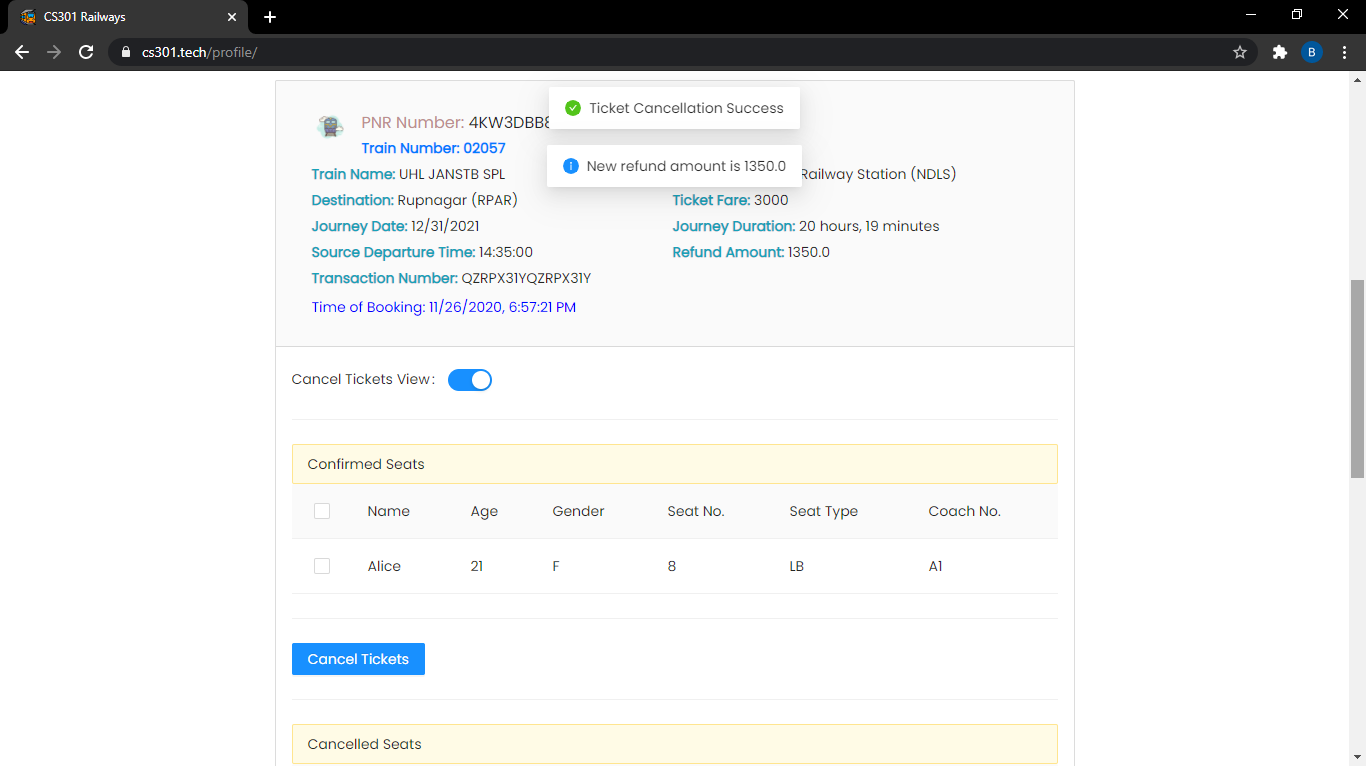 CS301 Railways
cs301.tech/profile/
B
Ticket Cancellation Success
PNR Number: 4KW3DBB8
Train Number: 02057
New refund amount is 1350.0
Train Name: UHL JANSTB SPL
Railway Station (NDLS)
Destination: Rupnagar (RPAR)
Ticket Fare: 3000
Journey Date: 12/31/2021
Journey Duration: 20 hours, 19 minutes
Source Departure Time: 14:35:00
Refund Amount: 1350.0
Transaction Number: QZRPX31YQZRPX31Y
Time of Booking: 11/26/2020, 6:57:21 PM
Cancel Tickets View:
Confirmed Seats
Name Age Gender Seat No. Seat Type Coach No.
Alice 21 F 8 LB A1
Cancel Tickets
Cancelled Seats